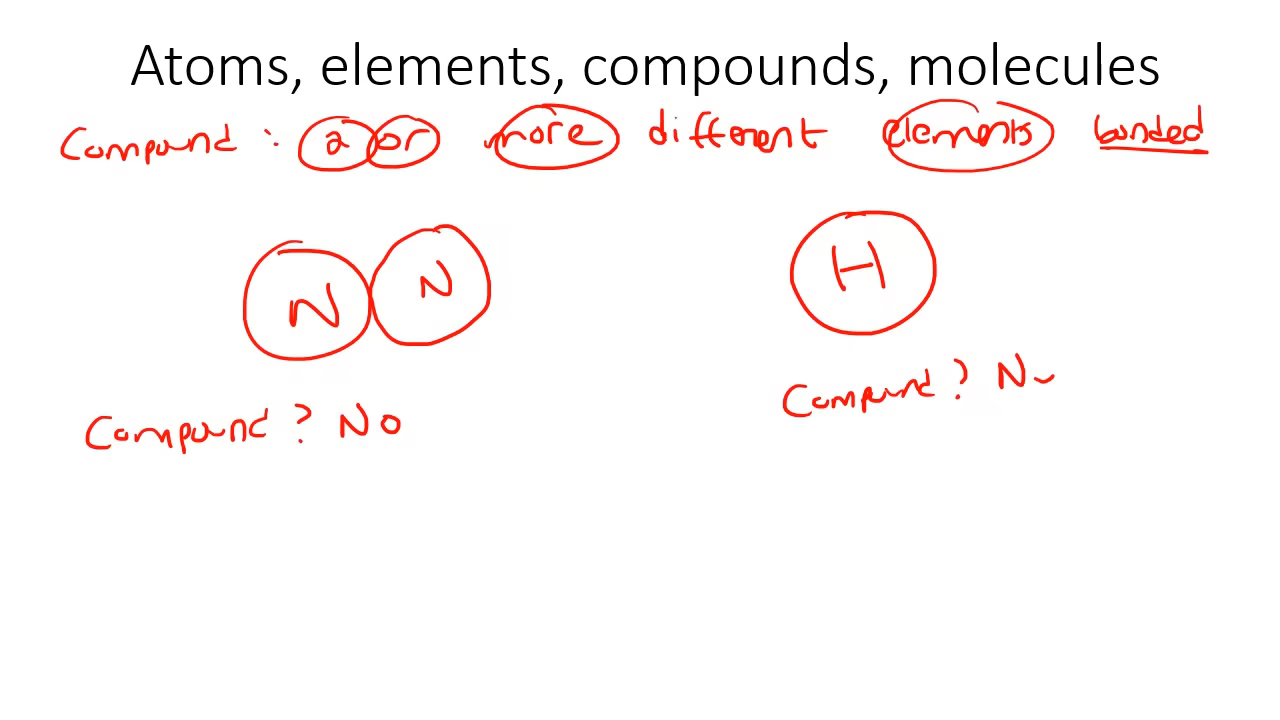 Atoms, elements, compounds, molecules
Compound : 2 or more different elements bonded
N N
H
Compound ? No
Compound ? No